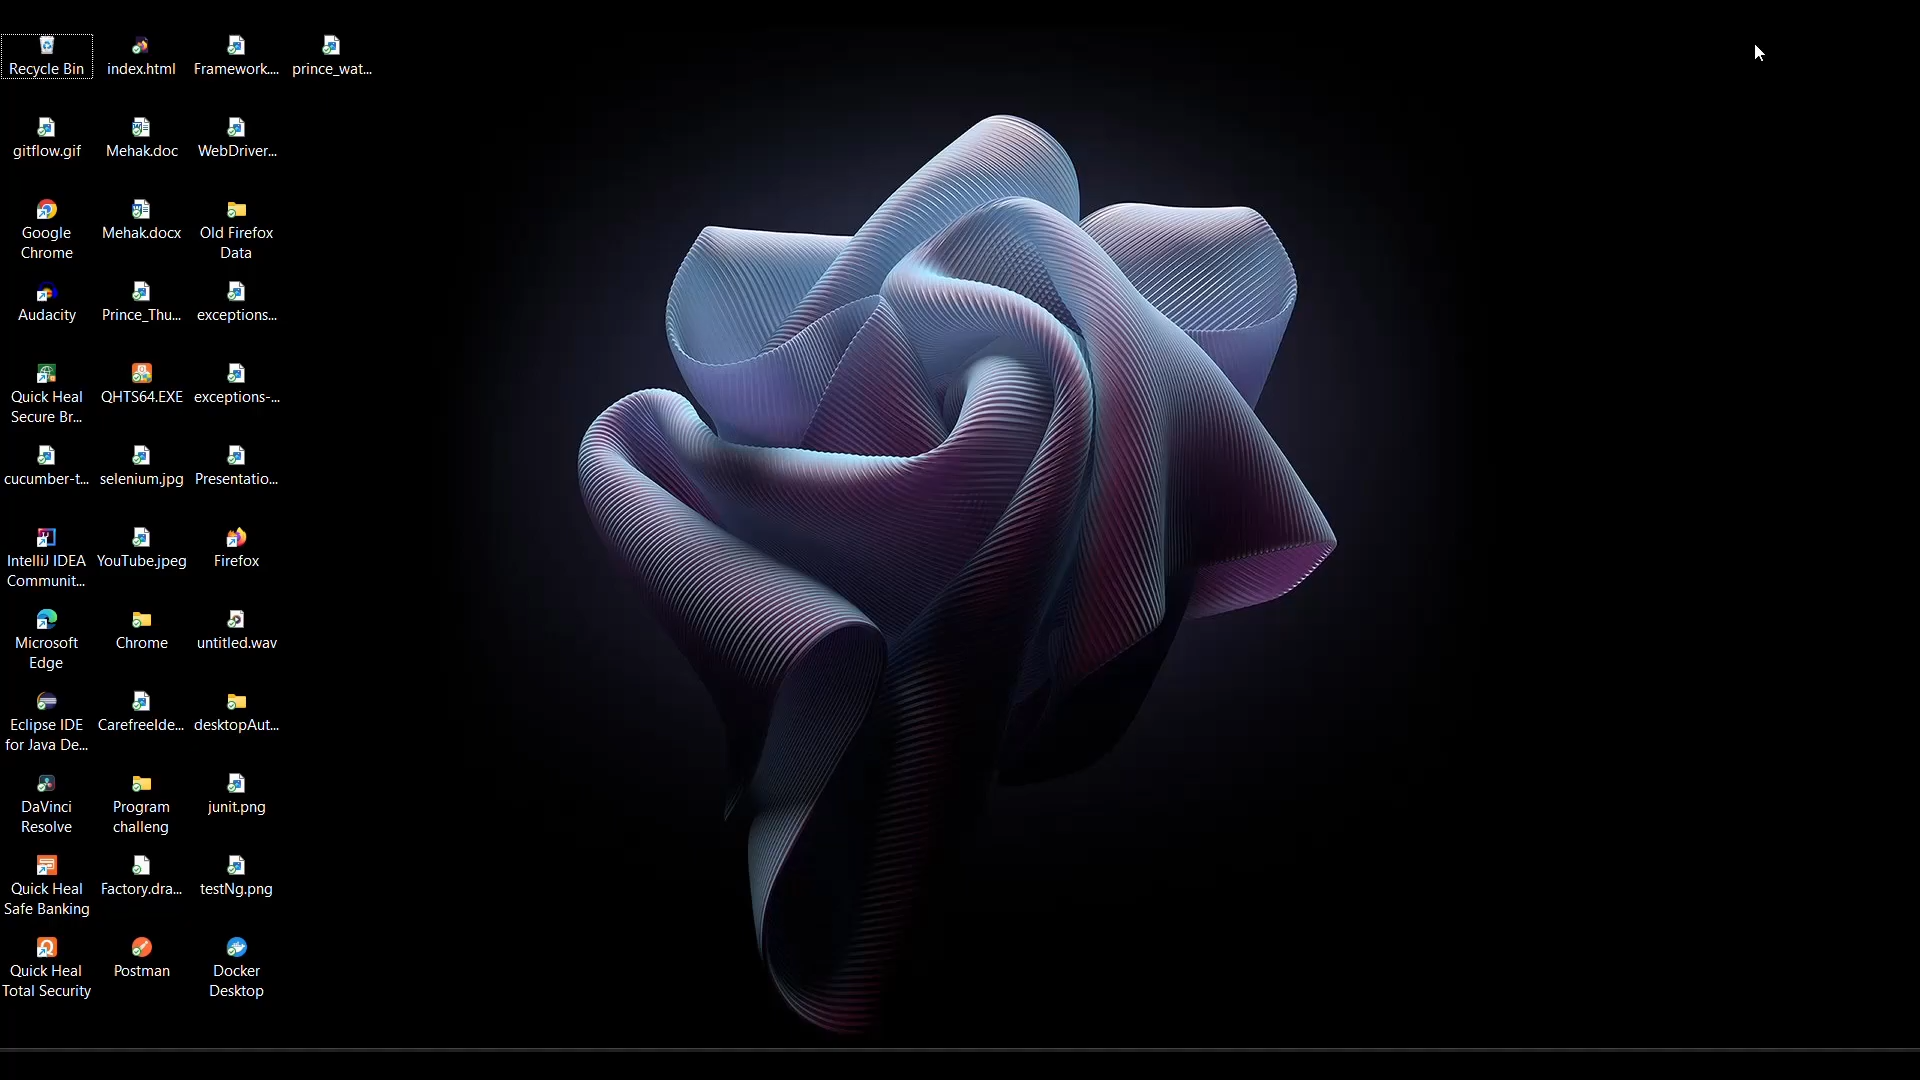 Recycle Bin
index.html
Framework....
prince_wat...
gitflow.gif
Mehak.doc
WebDriver...
Google
Chrome
Mehak.docx
Old Firefox
Data
Audacity
Prince_Thu...
exceptions...
Quick Heal
Secure Br...
QHTS64.EXE
exceptions-...
cucumber-t...
selenium.jpg
Presentatio...
IntelliJ IDEA
Communit...
YouTube.jpeg
Firefox
Microsoft
Edge
Chrome
untitled.wav
Eclipse IDE
for Java De...
CarefreeIde...
desktopAut...
DaVinci
Resolve
Program
challeng
junit.png
Quick Heal
Safe Banking
Factory.dra...
testNg.png
Quick Heal
Total Security
Postman
Docker
Desktop